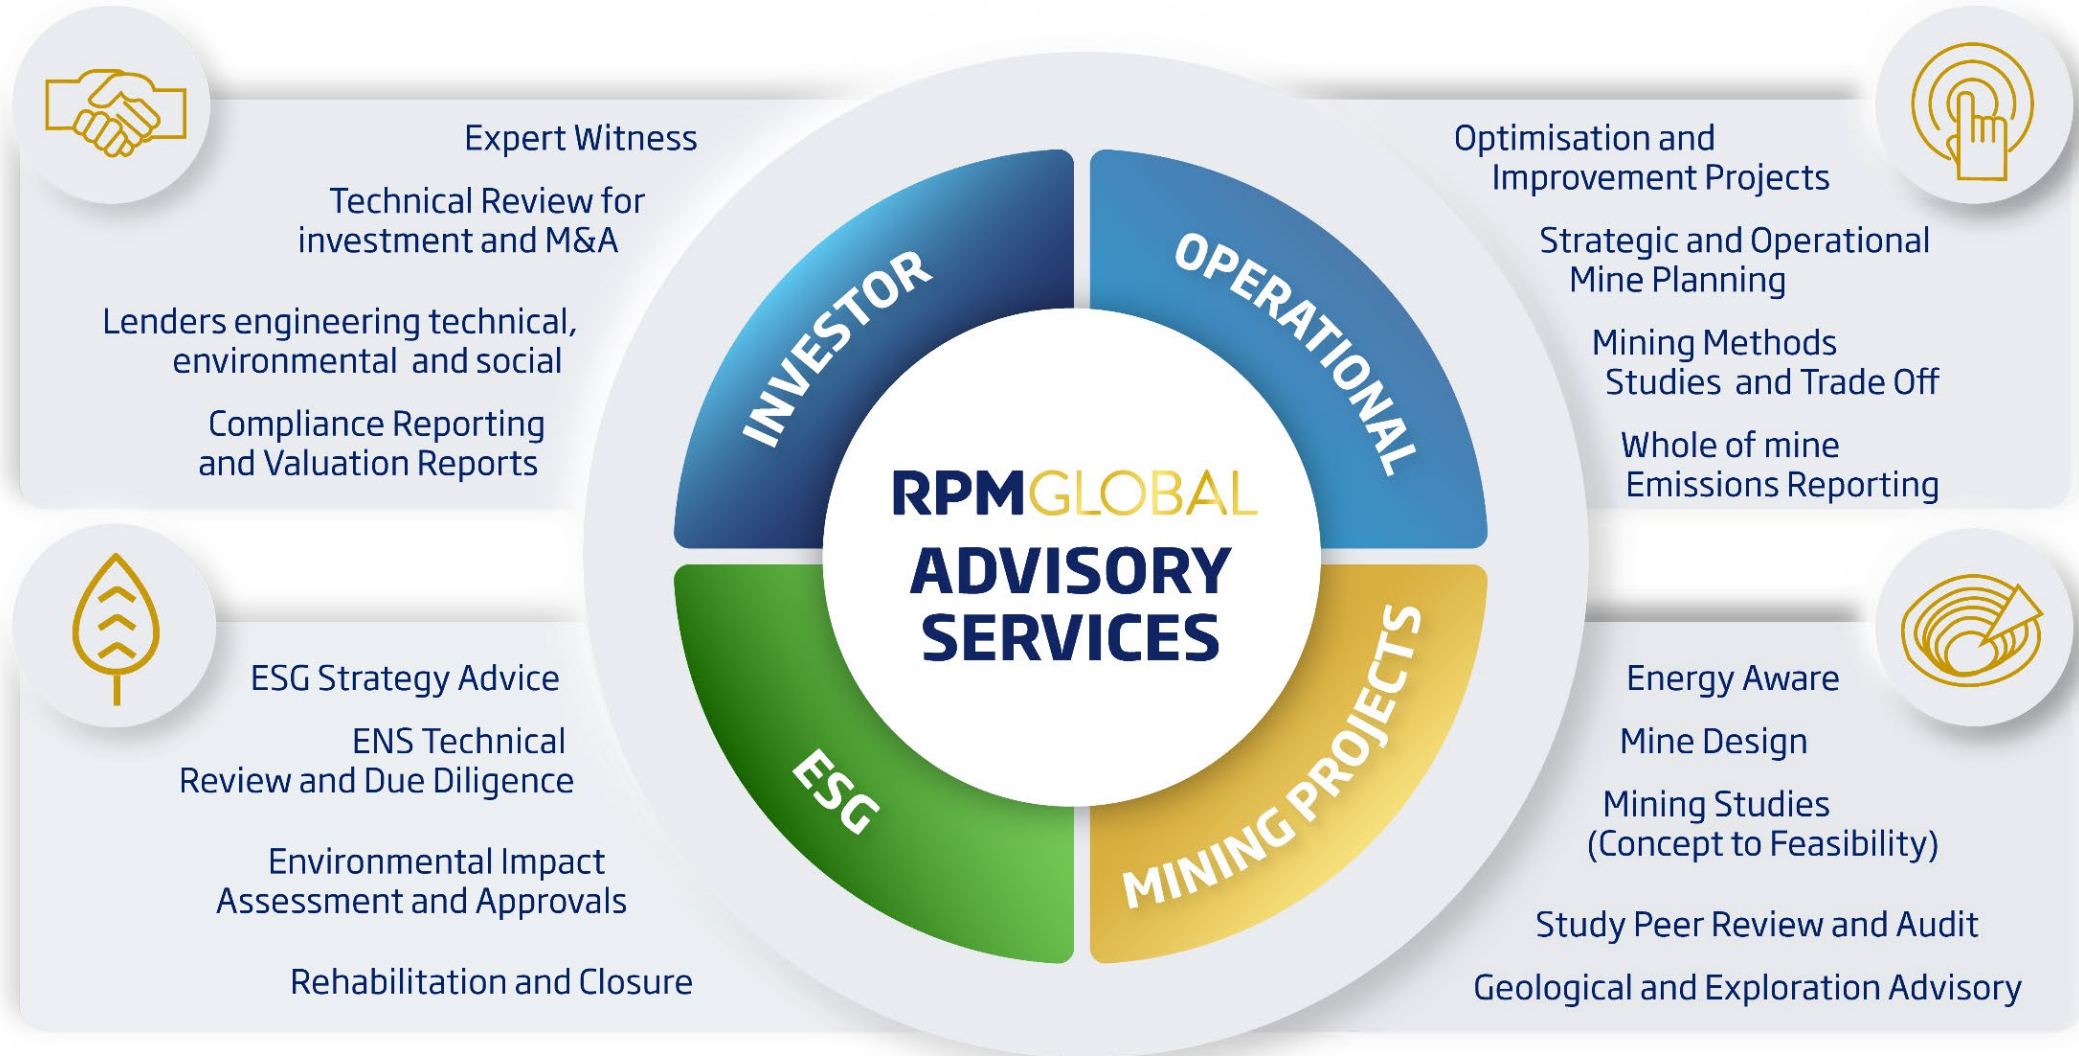 Expert Witness
Technical Review for
investment and M&A
Lenders engineering technical,
environmental and social
Compliance Reporting
and Valuation Reports
INVESTOR
OPERATIONAL
Optimisation and
Improvement Projects
Strategic and Operational
Mine Planning
Mining Methods
Studies and Trade Off
Whole of mine
Emissions Reporting
RPMGLOBAL
ADVISORY
SERVICES
ESG Strategy Advice
ENS Technical
Review and Due Diligence
Environmental Impact
Assessment and Approvals
Rehabilitation and Closure
ESG
MINING PROJECTS
Energy Aware
Mine Design
Mining Studies
(Concept to Feasibility)
Study Peer Review and Audit
Geological and Exploration Advisory